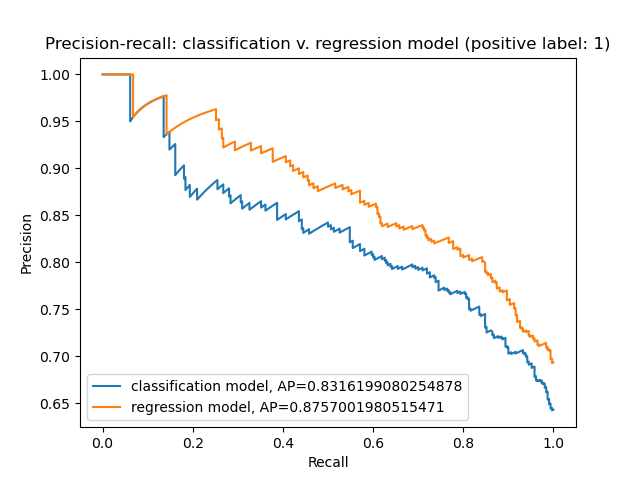 Precision-recall: classification v. regression model (positive label: 1)
1.00
0.95
0.90
0.85
0.80
0.75
0.70
0.65
Precision
classification model, AP=0.8316199080254878
regression model, AP=0.8757001980515471
0.0 0.2 0.4 0.6 0.8 1.0
Recall